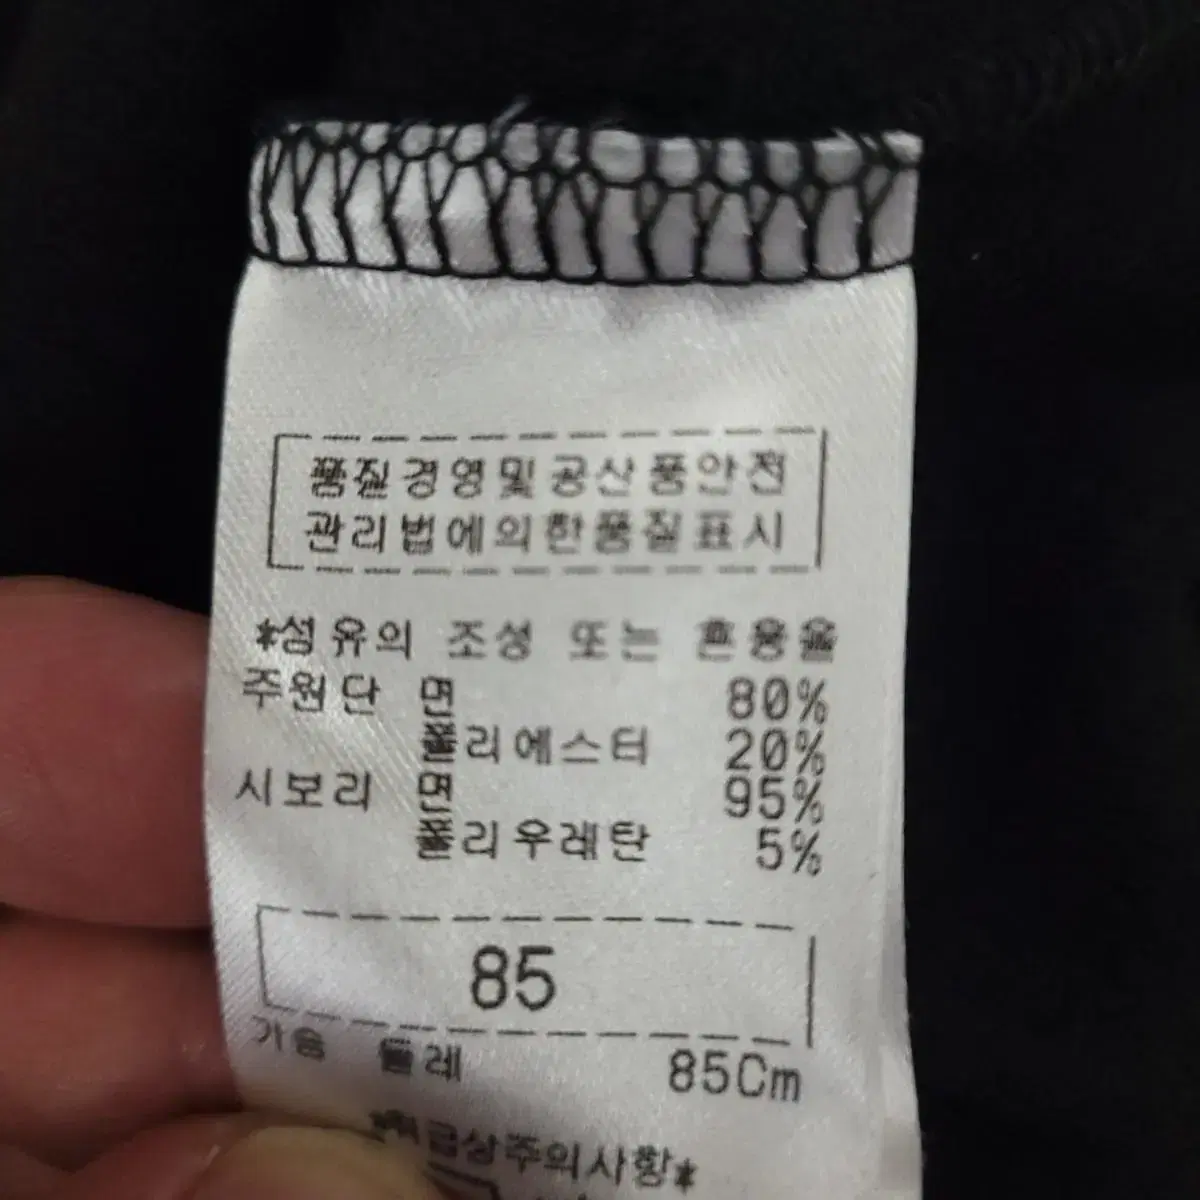 품질경영및공산품안전
관리법에의한품질표시
*섬유의 조성 또는 혼용율
주원단 면 80%
폴리에스터 20%
시보리 면 95%
폴리우레탄 5%
85
가슴 둘레 85Cm
*취급상주의사항*